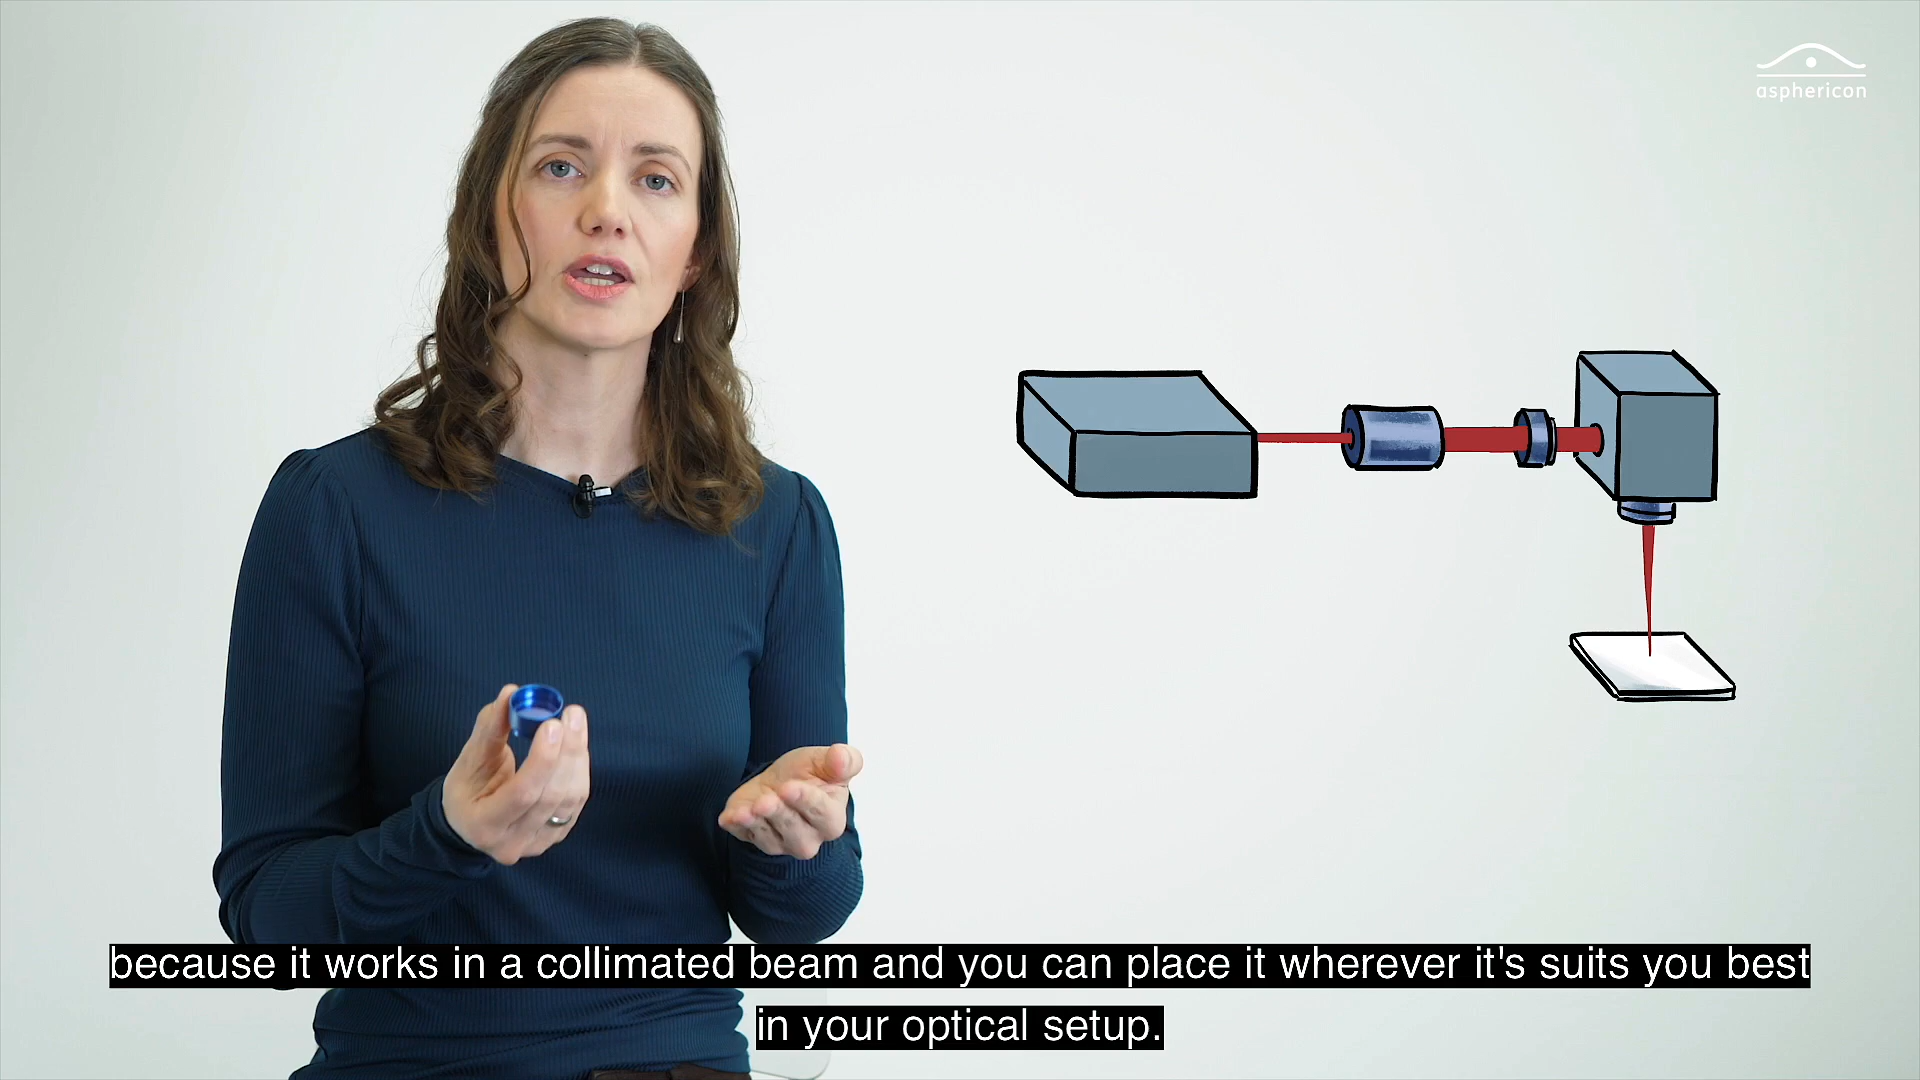 asphericon
because it works in a collimated beam and you can place it wherever it's suits you best
in your optical setup.